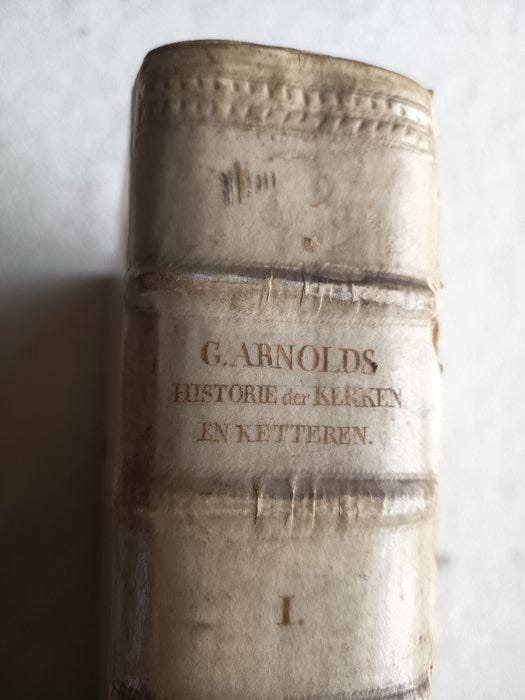 G. ARNOLDS
HISTORIE der KERKEN
EN KETTEREN.
I.